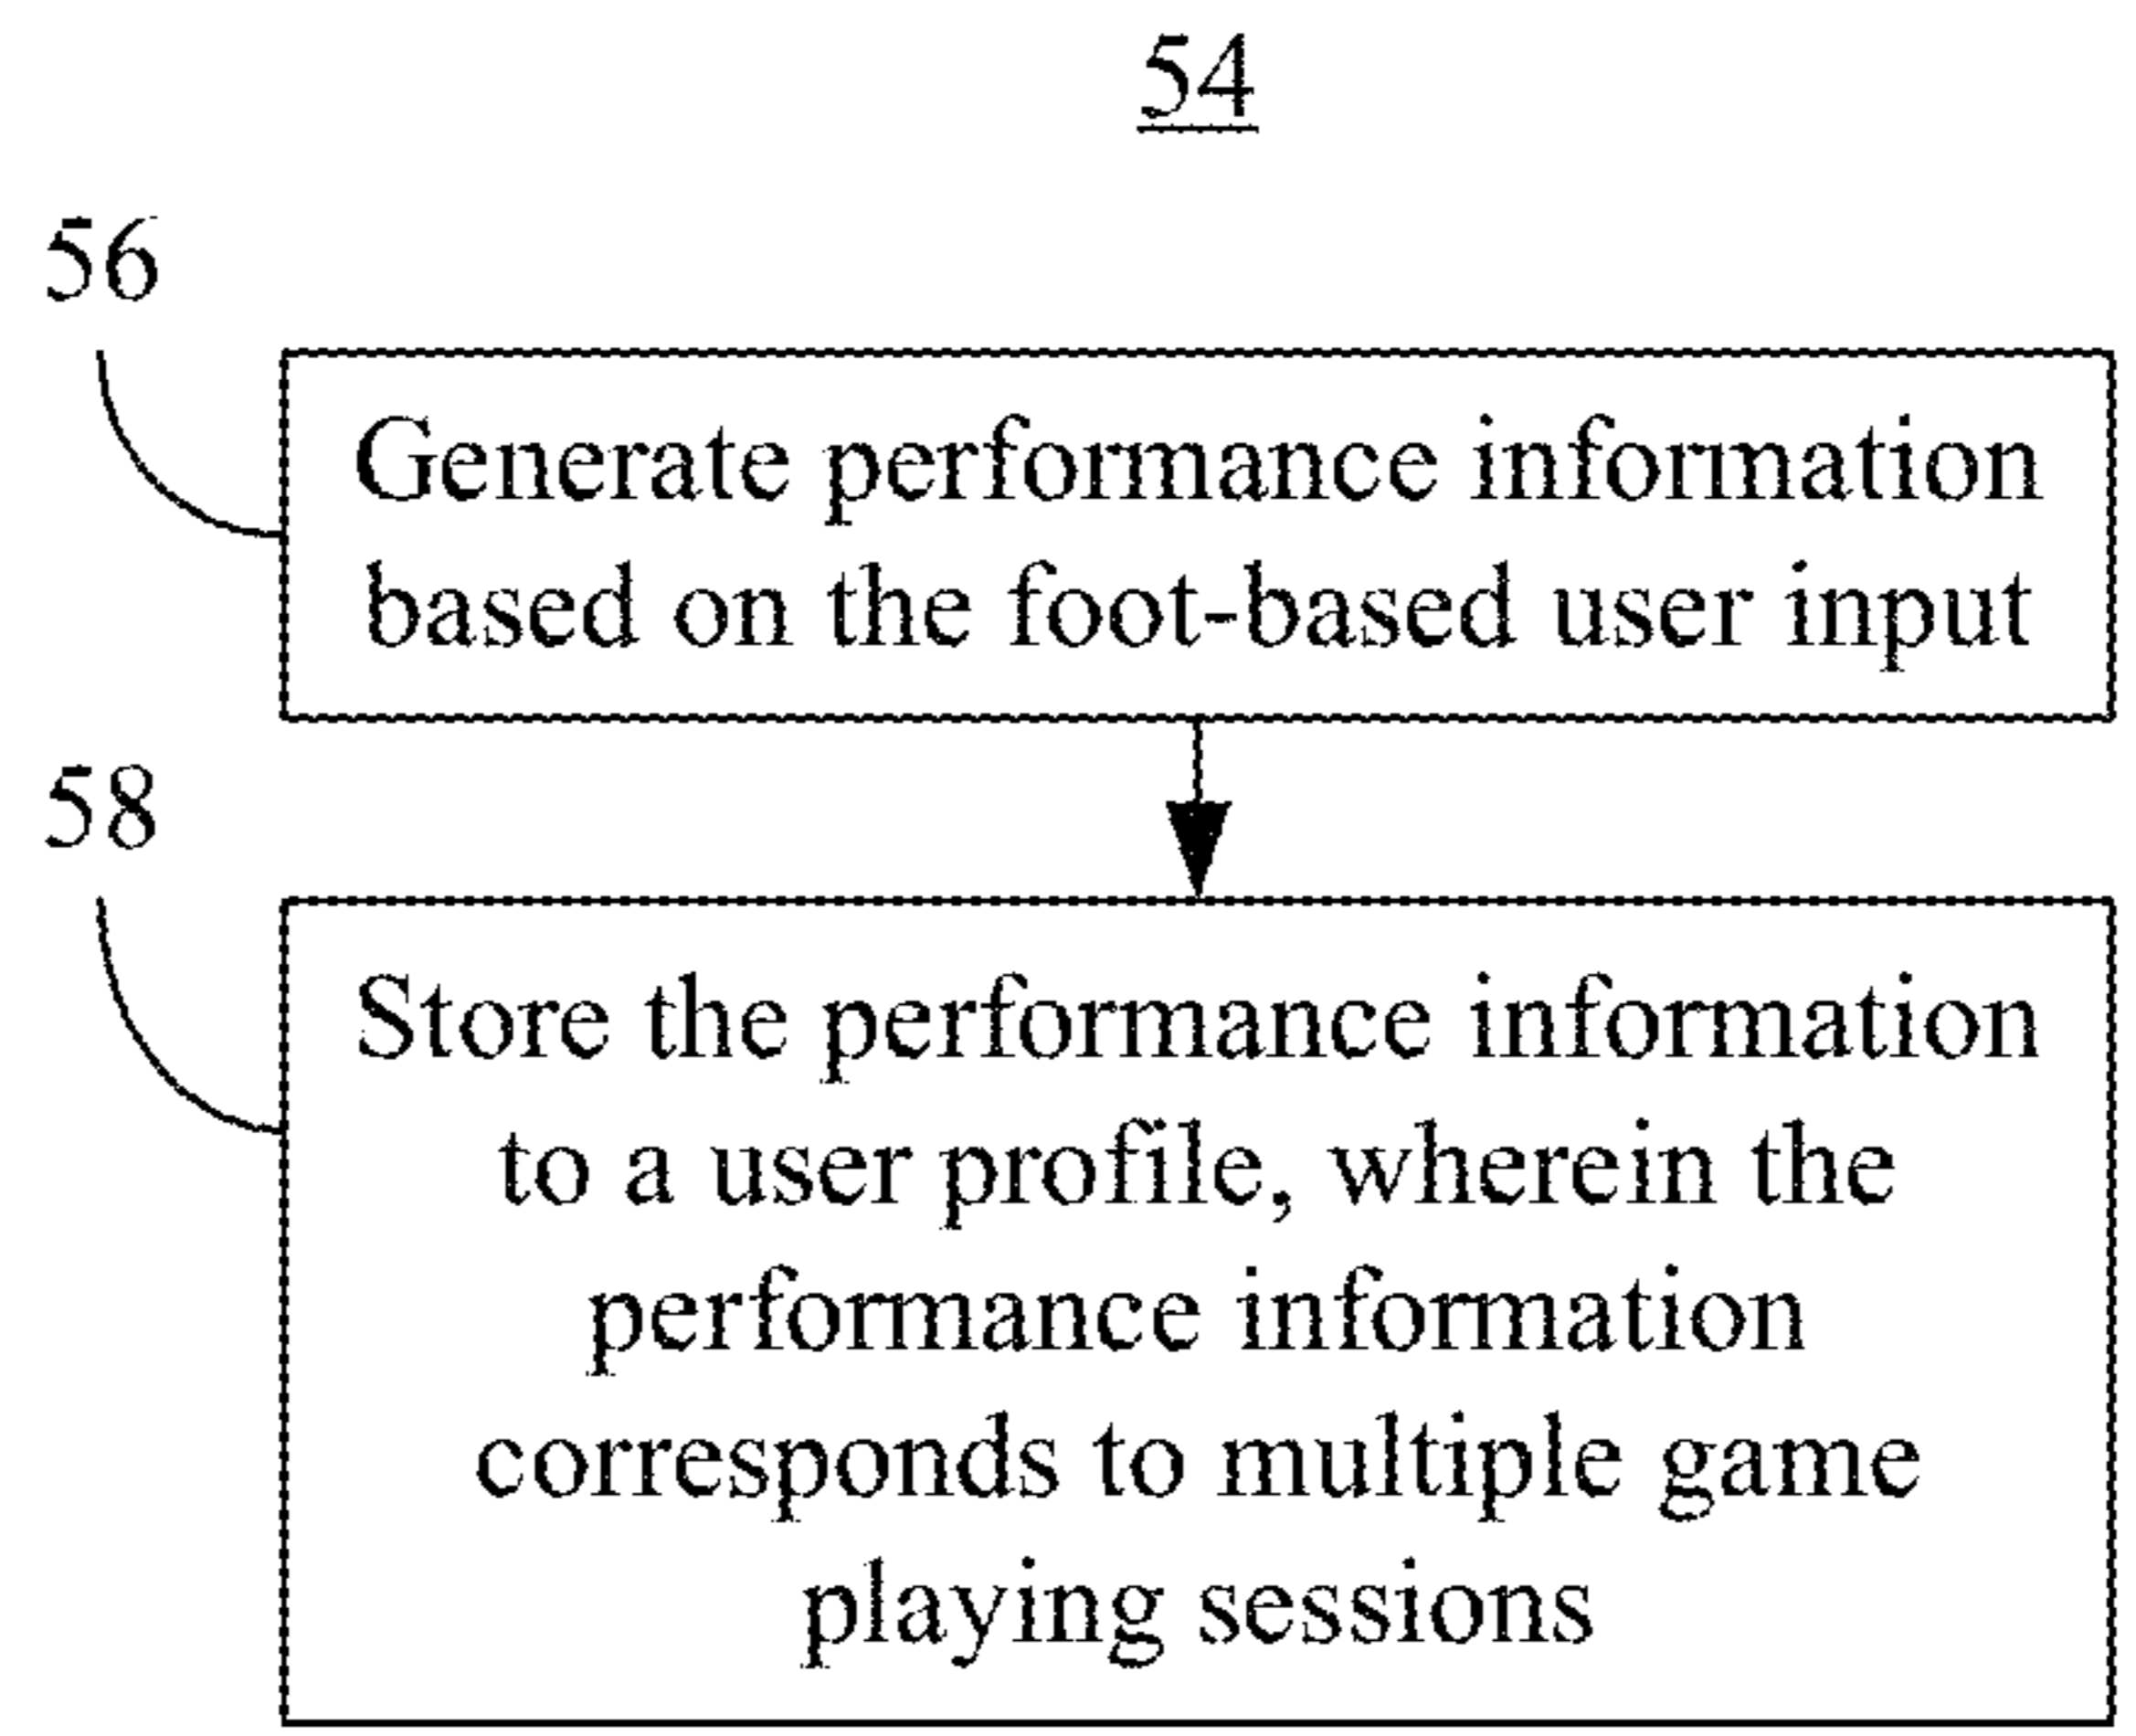 54
56
Generate performance information
based on the foot-based user input
58
Store the performance information
to a user profile, wherein the
performance information
corresponds to multiple game
playing sessions